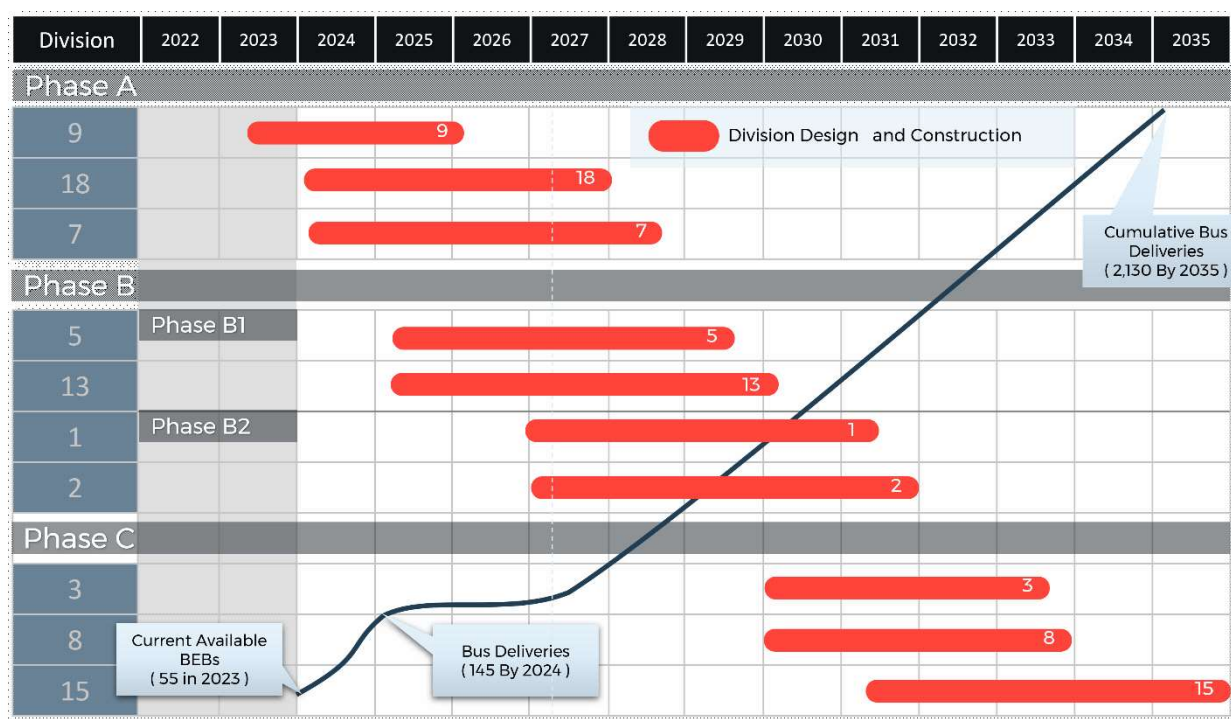 Division 2022 2023 2024 2025 2026 2027 2028 2029 2030 2031 2032 2033 2034 2035
Phase A
9 9 Division Design and Construction
18 18
7 7
Cumulative Bus
Deliveries
( 2,130 By 2035 )
Phase B
5 Phase B1 5
13 13
1 Phase B2 1
2 2
Phase C
3 3
8 8
Current Available
BEBs
( 55 in 2023 )
Bus Deliveries
( 145 By 2024 )
15 15